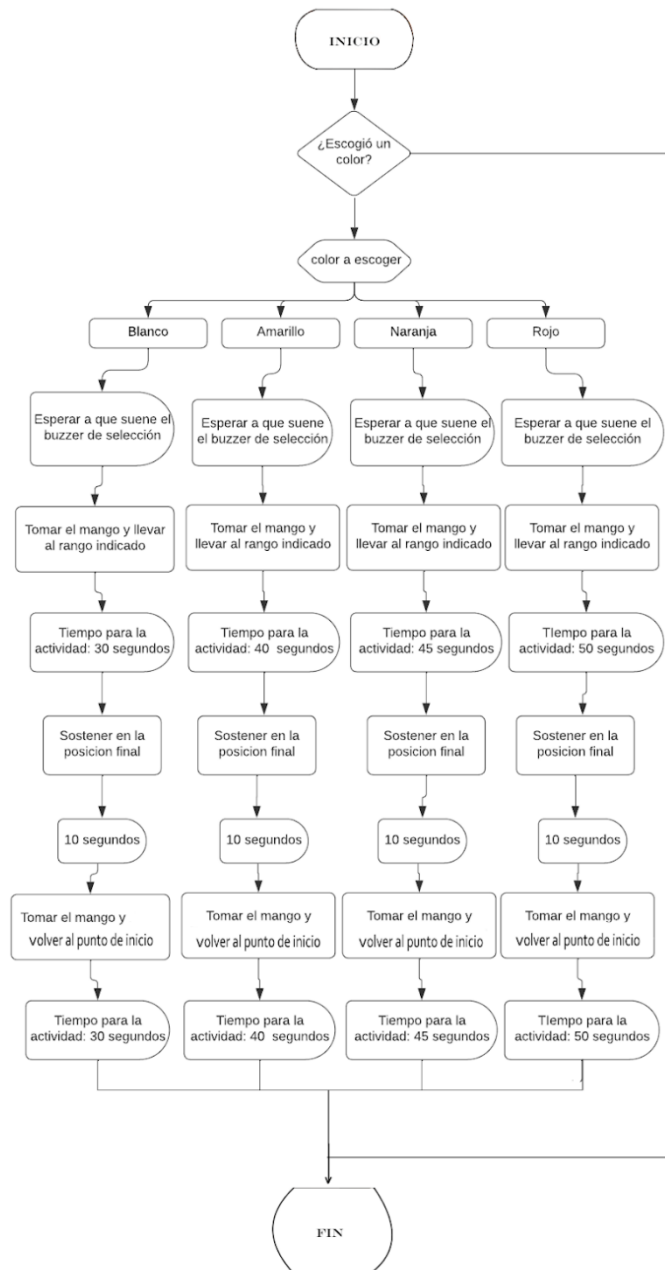 INICIO
¿Escogió un
color?
color a escoger
Blanco
Amarillo
Naranja
Rojo
Esperar a que suene el
buzzer de selección
Esperar a que suene
el buzzer de selección
Esperar a que suene el
buzzer de selección
Esperar a que suene el
buzzer de selección
Tomar el mango y llevar
al rango indicado
Tomar el mango y
llevar al rango indicado
Tomar el mango y
llevar al rango indicado
Tomar el mango y
llevar al rango indicado
Tiempo para la
actividad: 30 segundos
Tiempo para la
actividad: 40 segundos
Tiempo para la
actividad: 45 segundos
TIempo para la
actividad: 50 segundos
Sostener en la
posicion final
Sostener en la
posicion final
Sostener en la
posicion final
Sostener en la
posicion final
10 segundos
10 segundos
10 segundos
10 segundos
Tomar el mango y
volver al punto de inicio
Tomar el mango y
volver al punto de inicio
Tomar el mango y
volver al punto de inicio
Tomar el mango y
volver al punto de inicio
Tiempo para la
actividad: 30 segundos
Tiempo para la
actividad: 40 segundos
Tiempo para la
actividad: 45 segundos
TIempo para la
actividad: 50 segundos
FIN